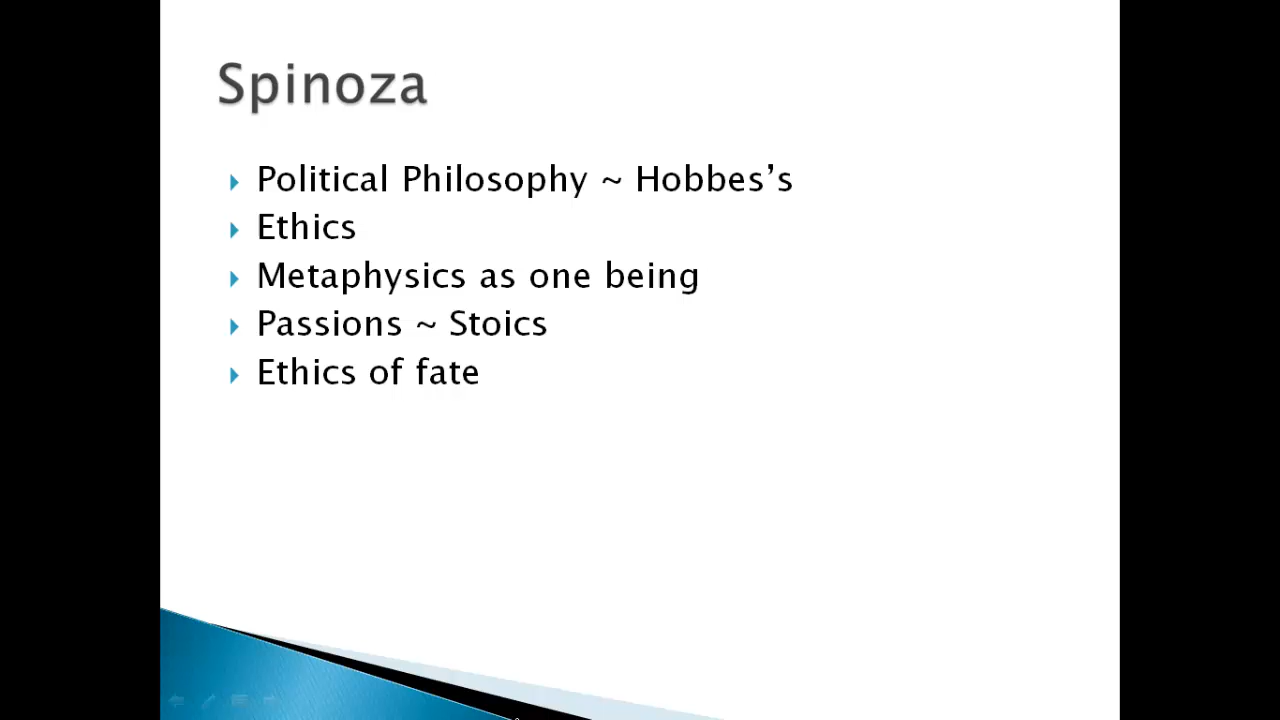 Spinoza
Political Philosophy ~ Hobbes’s
Ethics
Metaphysics as one being
Passions ~ Stoics
Ethics of fate